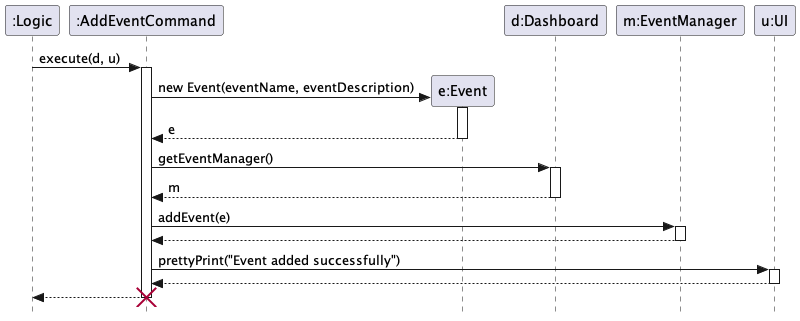 :Logic
:AddEventCommand
d:Dashboard
m:EventManager
u:UI
execute(d, u)
new Event(eventName, eventDescription)
e:Event
e
getEventManager()
m
addEvent(e)
prettyPrint("Event added successfully")